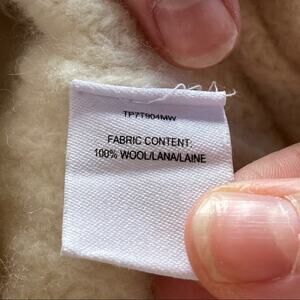 TP7T904MW
FABRIC CONTENT:
100% WOOL/LANA/LAINE